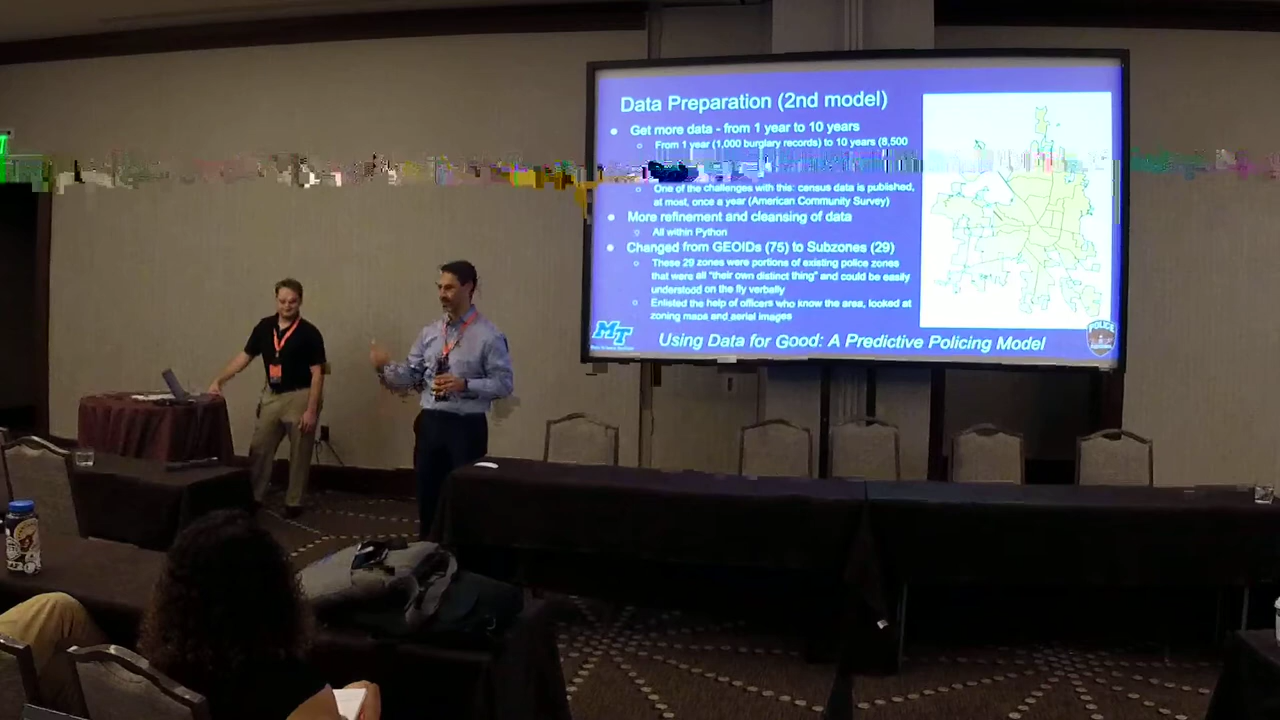 Data Preparation (2nd model)
Get more data - from 1 year to 10 years
From 1 year (1,000 burglary records) to 10 years (8,500
One of the challenges with this: census data is published,
at most, once a year (American Community Survey)
More refinement and cleansing of data
All within Python
Changed from GEOIDs (75) to Subzones (29)
These 29 zones were portions of existing police zones
that were all "their own distinct thing" and could be easily
understood on the fly verbally
Enlisted the help of officers who know the area, looked at
zoning maps and aerial images
MT
Using Data for Good: A Predictive Policing Model
POLICE